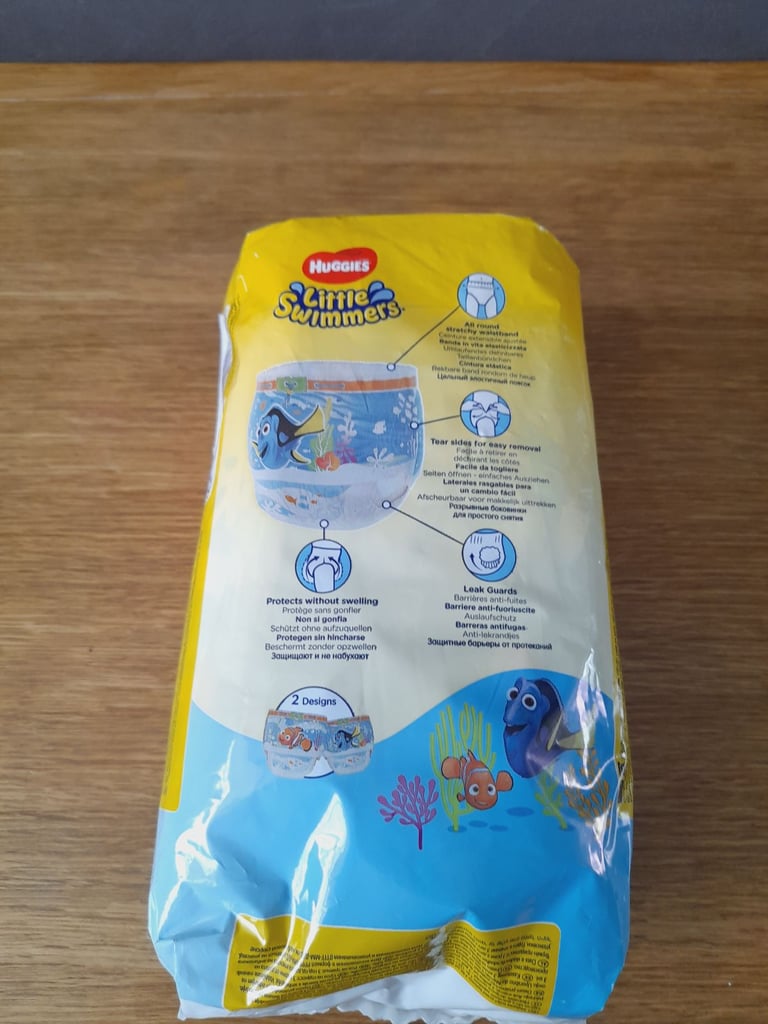 HUGGIES
Little
Swimmers
All round
stretchy waistband
Ceinture extensible ajustée
Banda in vita elasticizzata
Umlaufendes dehnbares
Taillenbündchen
Cintura elástica
Rekbare band rondom de heup
Цельный эластичный поясок
Tear sides for easy removal
Facile à retirer en
déchirant les côtés
Facile da togliere
Seiten öffnen - einfaches Ausziehen
Laterales rasgables para
un cambio fácil
Afscheurbaar voor makkelijk uittrekken
Разрывные боковинки
для простого снятия
Protects without swelling
Protège sans gonfler
Non si gonfia
Schützt ohne aufzuquellen
Protegen sin hincharse
Beschermt zonder opzwellen
Защищают и не набухают
Leak Guards
Barrières anti-fuites
Barriere anti-fuoriuscite
Auslaufschutz
Barreras antifugas
Anti-lekrandjes
Защитные барьеры от протеканий
2 Designs